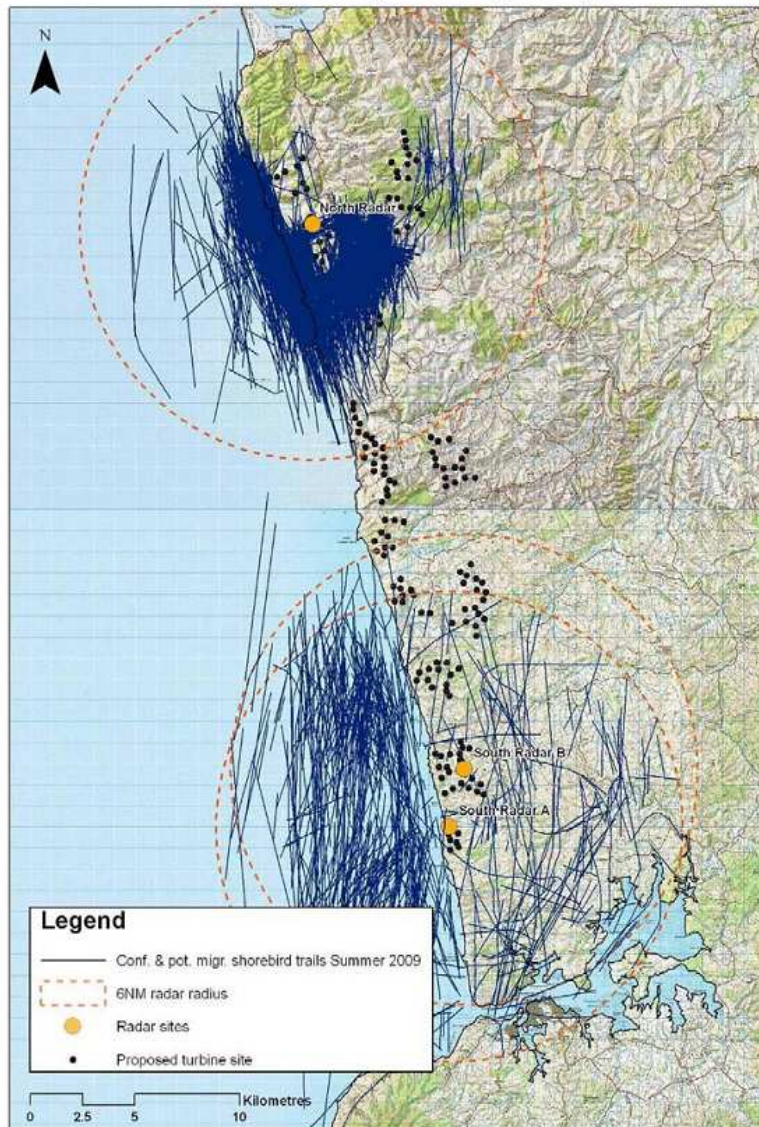 N
North Radar
South Radar B
South Radar A
Legend
Conf. & pot. migr. shorebird trails Summer 2009
6NM radar radius
Radar sites
Proposed turbine site
Kilometres
0 2.5 5 10